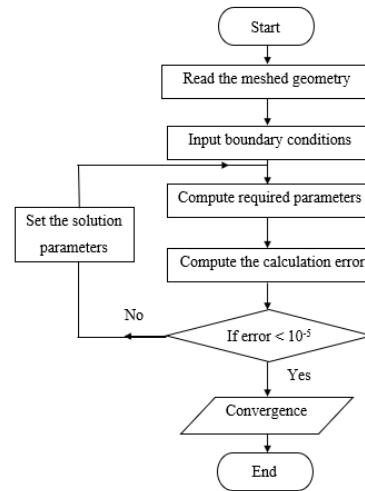 Start
Read the meshed geometry
Input boundary conditions
Compute required parameters
Set the solution
parameters
Compute the calculation error
No
If error < 10⁻⁵
Yes
Convergence
End